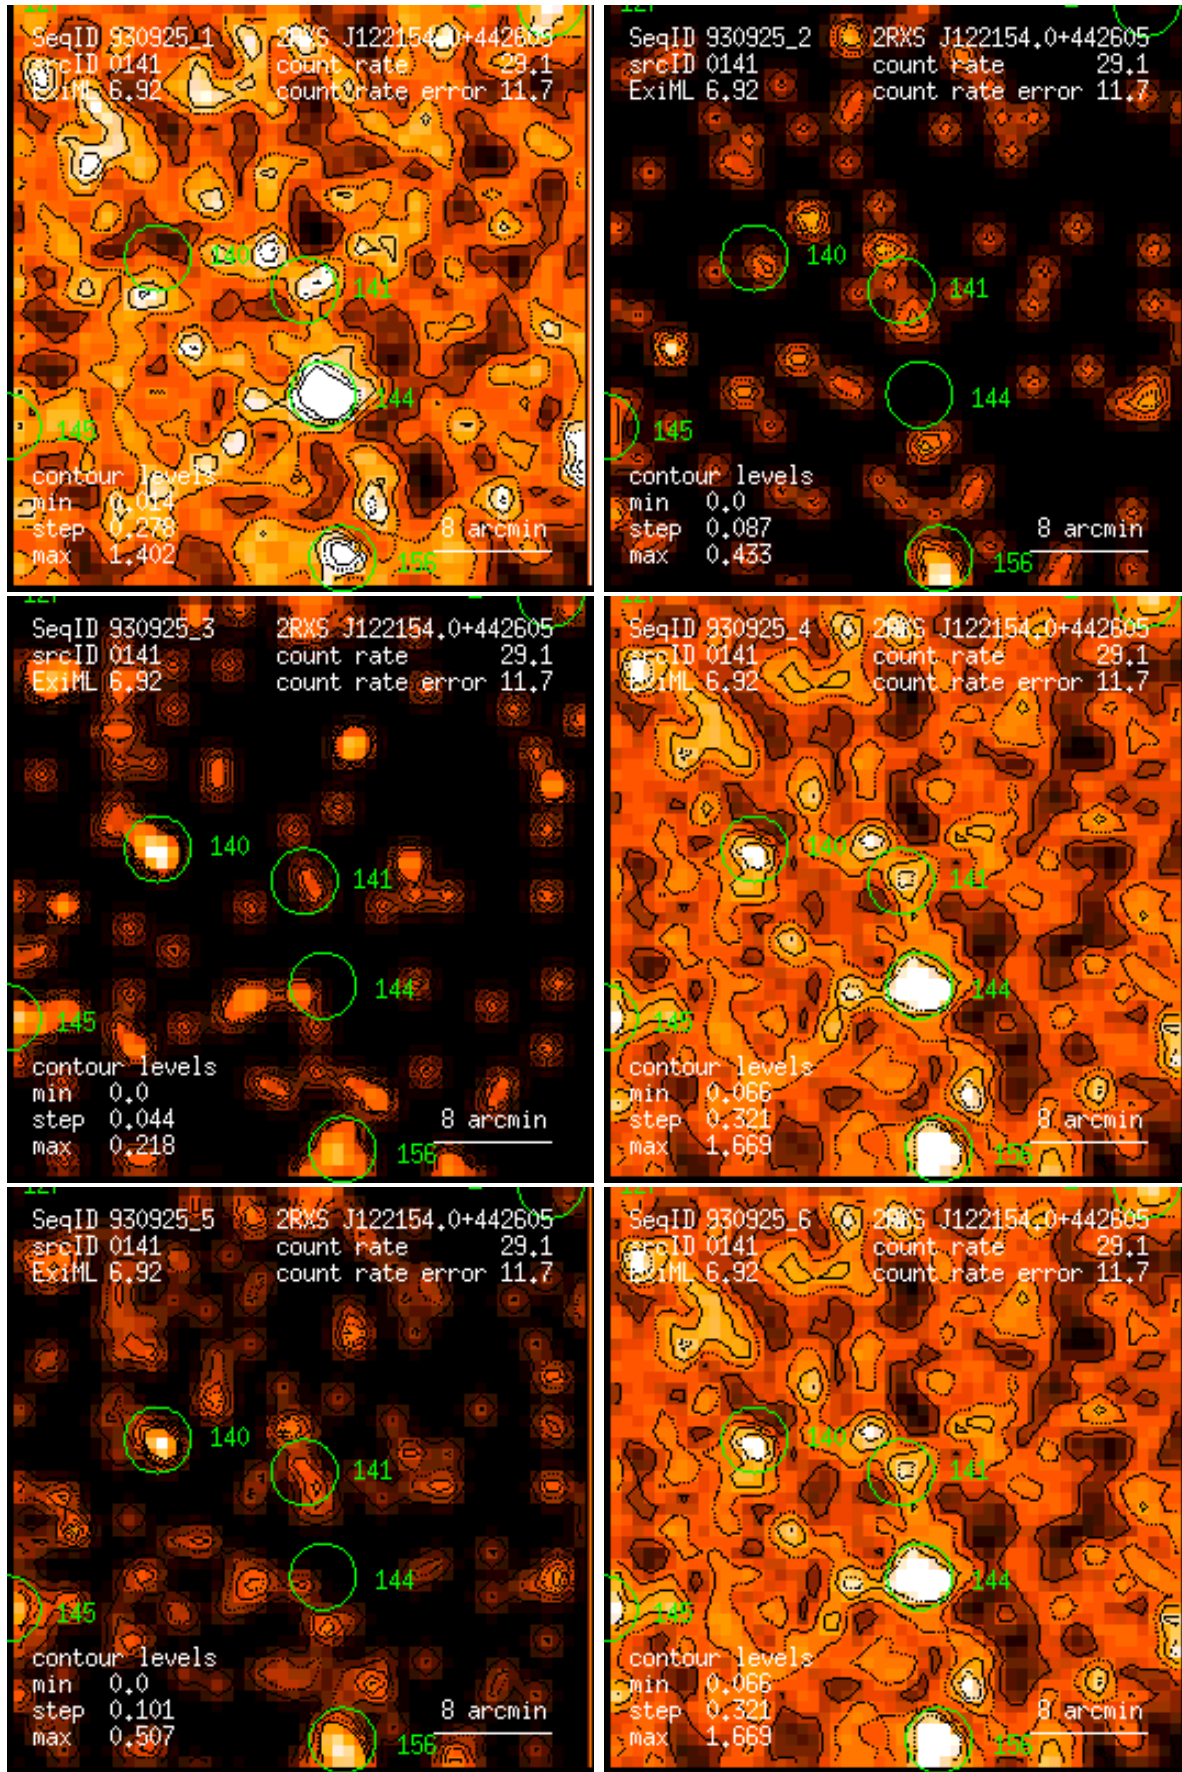 127
SeqID 930925_1 2RXS J122154.0+442605
srcID 0141 count rate 29.1
ExiML 6.92 count rate error 11.7
140
141
144
145
contour levels
min 0.014
step 0.278
max 1.402
8 arcmin
156
127
SeqID 930925_2 2RXS J122154.0+442605
srcID 0141 count rate 29.1
ExiML 6.92 count rate error 11.7
140
141
144
145
contour levels
min 0.0
step 0.087
max 0.433
8 arcmin
156
127
SeqID 930925_3 2RXS J122154.0+442605
srcID 0141 count rate 29.1
ExiML 6.92 count rate error 11.7
140
141
144
145
contour levels
min 0.0
step 0.044
max 0.218
8 arcmin
156
127
SeqID 930925_4 2RXS J122154.0+442605
srcID 0141 count rate 29.1
ExiML 6.92 count rate error 11.7
140
141
144
145
contour levels
min 0.066
step 0.321
max 1.669
8 arcmin
156
127
SeqID 930925_5 2RXS J122154.0+442605
srcID 0141 count rate 29.1
ExiML 6.92 count rate error 11.7
140
141
144
145
contour levels
min 0.0
step 0.101
max 0.507
8 arcmin
156
127
SeqID 930925_6 2RXS J122154.0+442605
srcID 0141 count rate 29.1
ExiML 6.92 count rate error 11.7
140
141
144
145
contour levels
min 0.066
step 0.321
max 1.669
8 arcmin
156